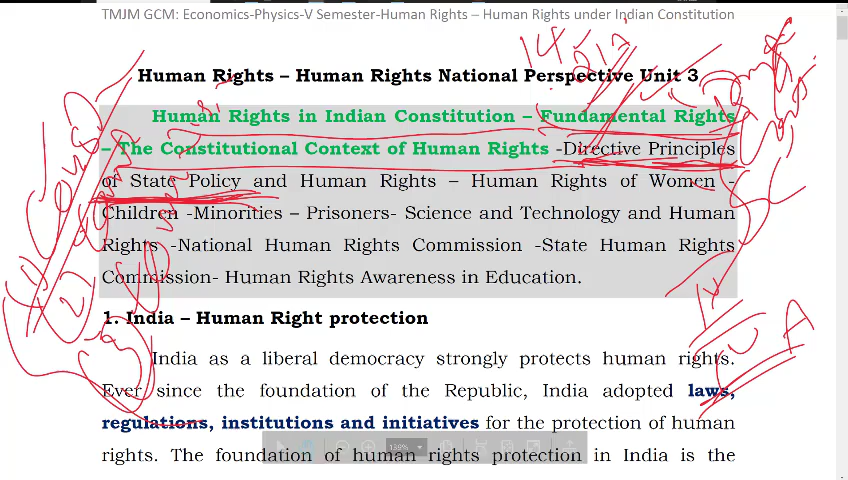 TMJM GCM: Economics-Physics-V Semester-Human Rights – Human Rights under Indian Constitution
Human Rights – Human Rights National Perspective Unit 3
Human Rights in Indian Constitution – Fundamental Rights
– The Constitutional Context of Human Rights -Directive Principles
of State Policy and Human Rights – Human Rights of Women -
Children -Minorities – Prisoners- Science and Technology and Human
Rights -National Human Rights Commission -State Human Rights
Commission- Human Rights Awareness in Education.
1. India – Human Right protection
India as a liberal democracy strongly protects human rights.
Ever since the foundation of the Republic, India adopted laws,
regulations, institutions and initiatives for the protection of human
rights. The foundation of human rights protection in India is the
139%